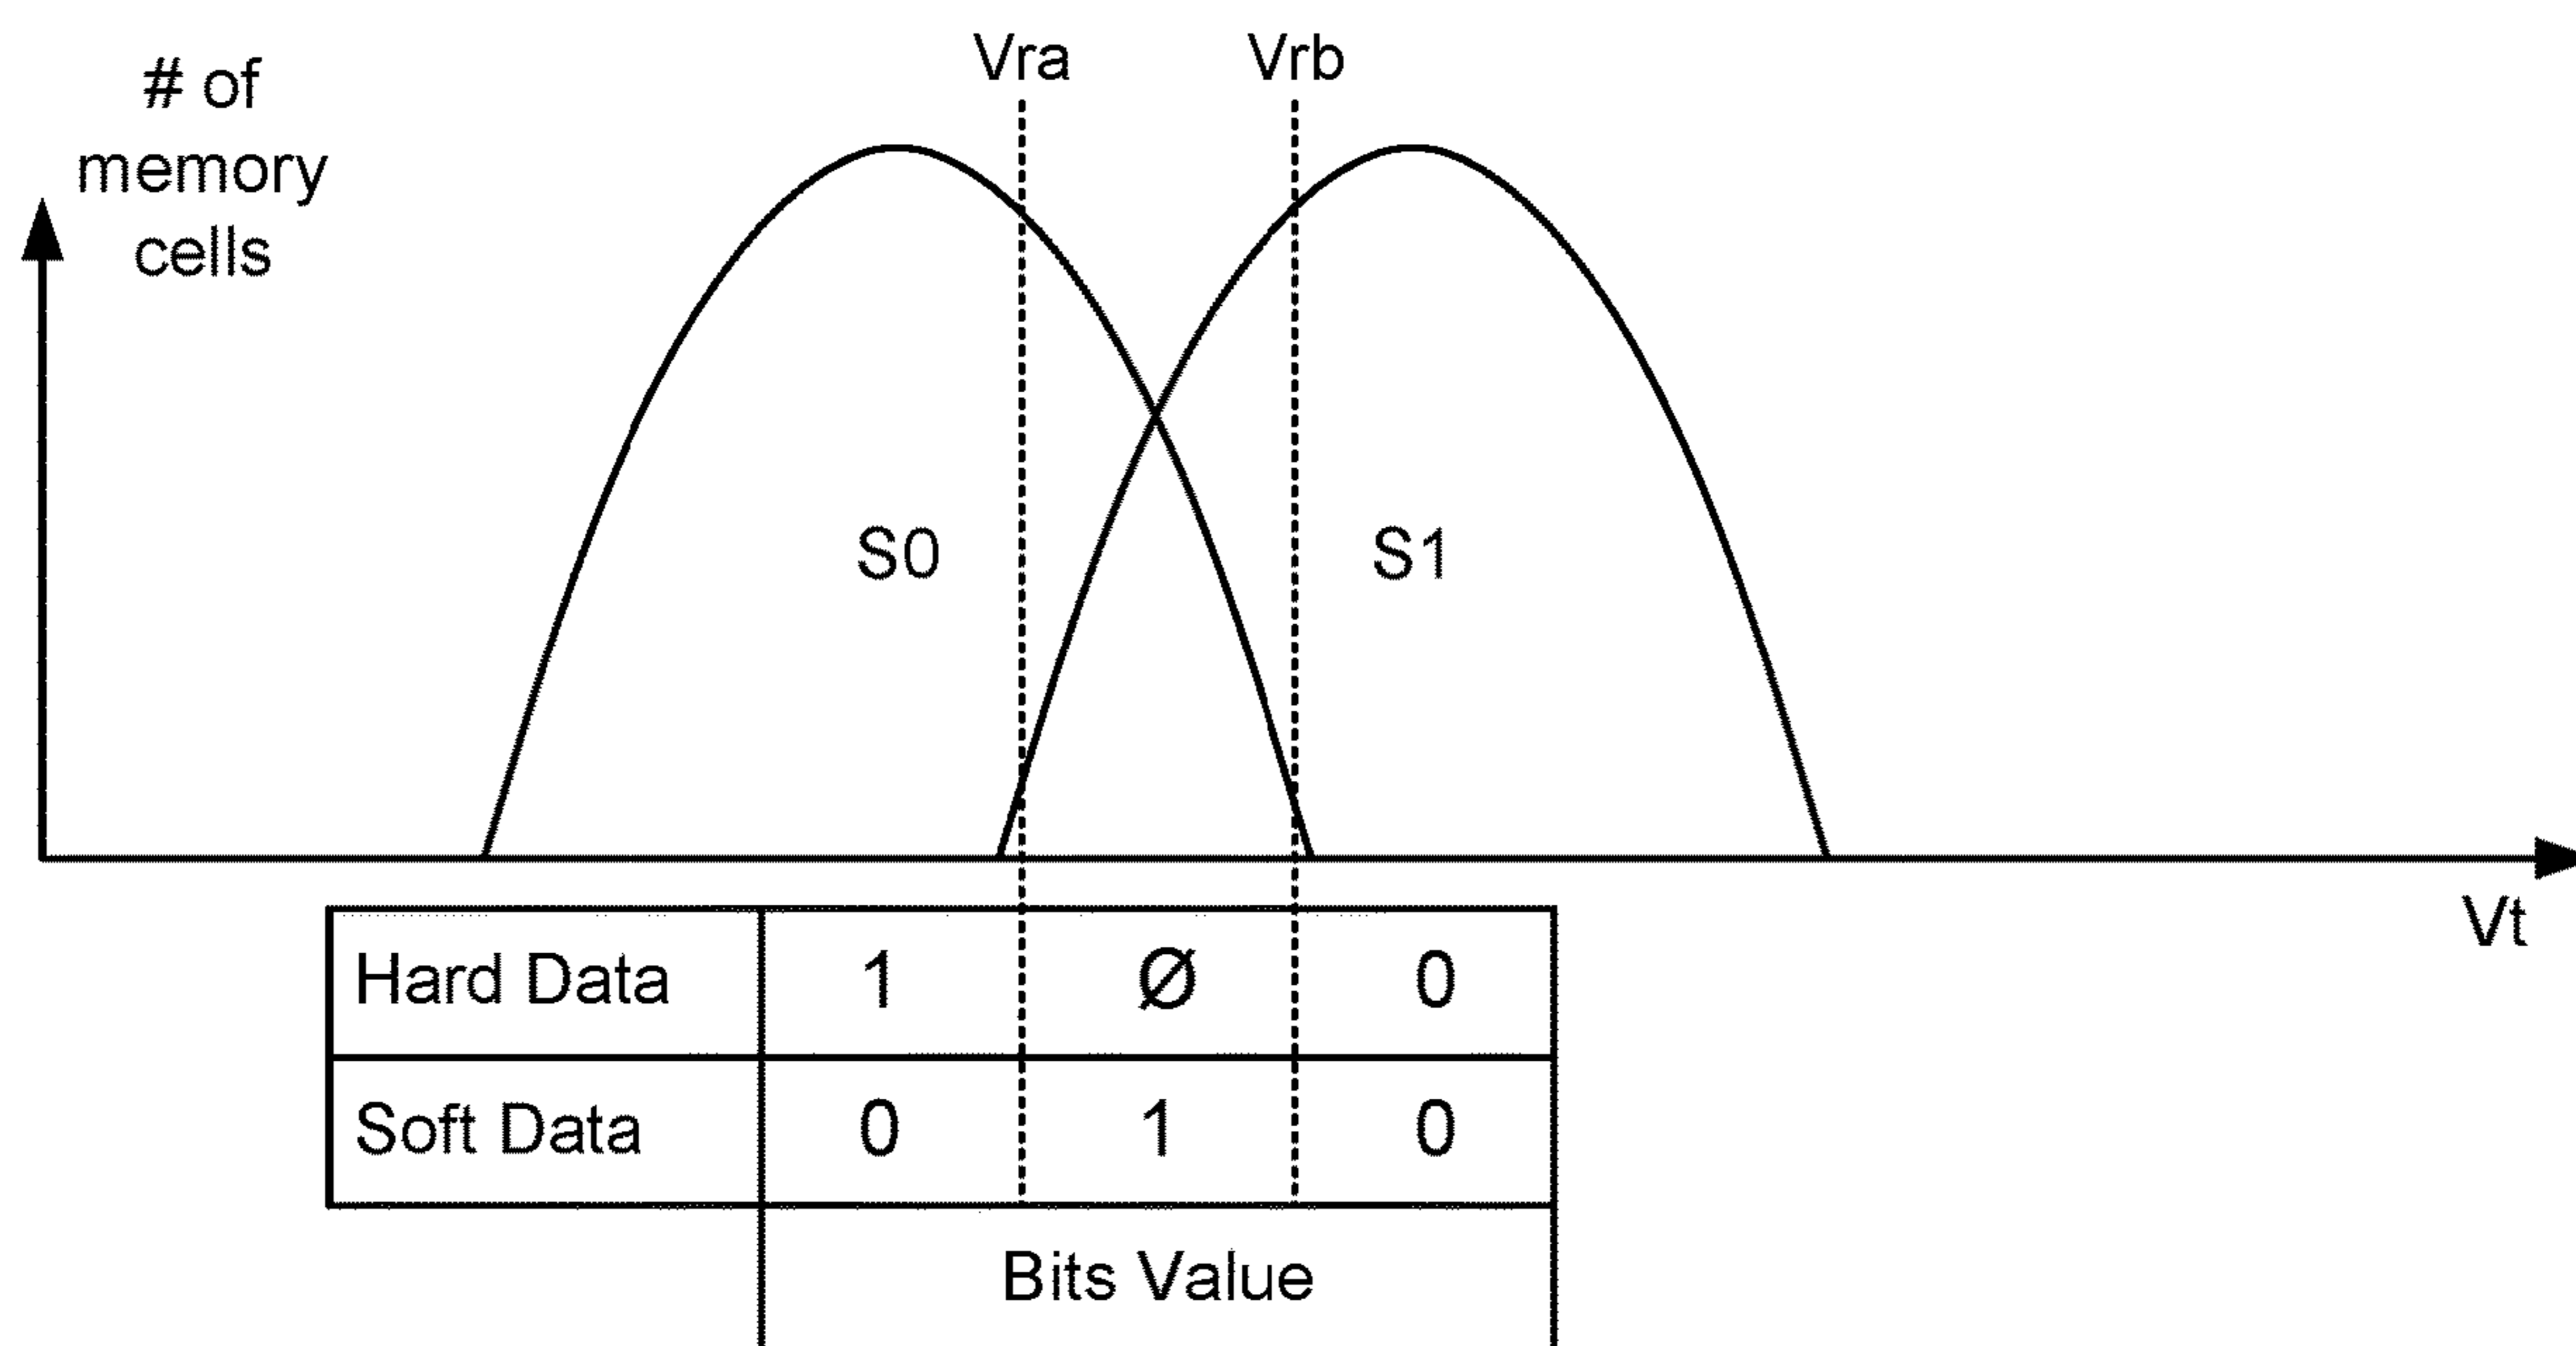 # of
memory
cells
Vra
Vrb
S0
S1
Vt
Hard Data 1 Ø 0
Soft Data 0 1 0
Bits Value